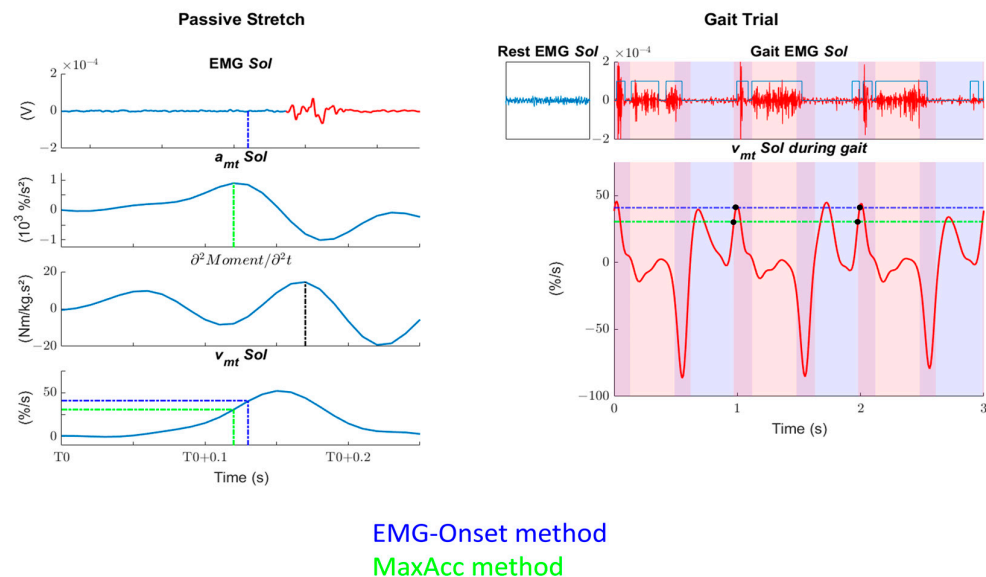 Passive Stretch
EMG Sol
×10⁻⁴
2
0
−2
(V)
a_mt Sol
1
0
−1
(10³ %/s²)
∂²Moment/∂²t
20
0
−20
(Nm/kg.s²)
v_mt Sol
50
0
(%/s)
T0 T0+0.1 T0+0.2
Time (s)
Gait Trial
Rest EMG Sol
Gait EMG Sol
×10⁻⁴
2
0
−2
v_mt Sol during gait
50
0
−50
−100
(%/s)
0 1 2 3
Time (s)
EMG-Onset method
MaxAcc method